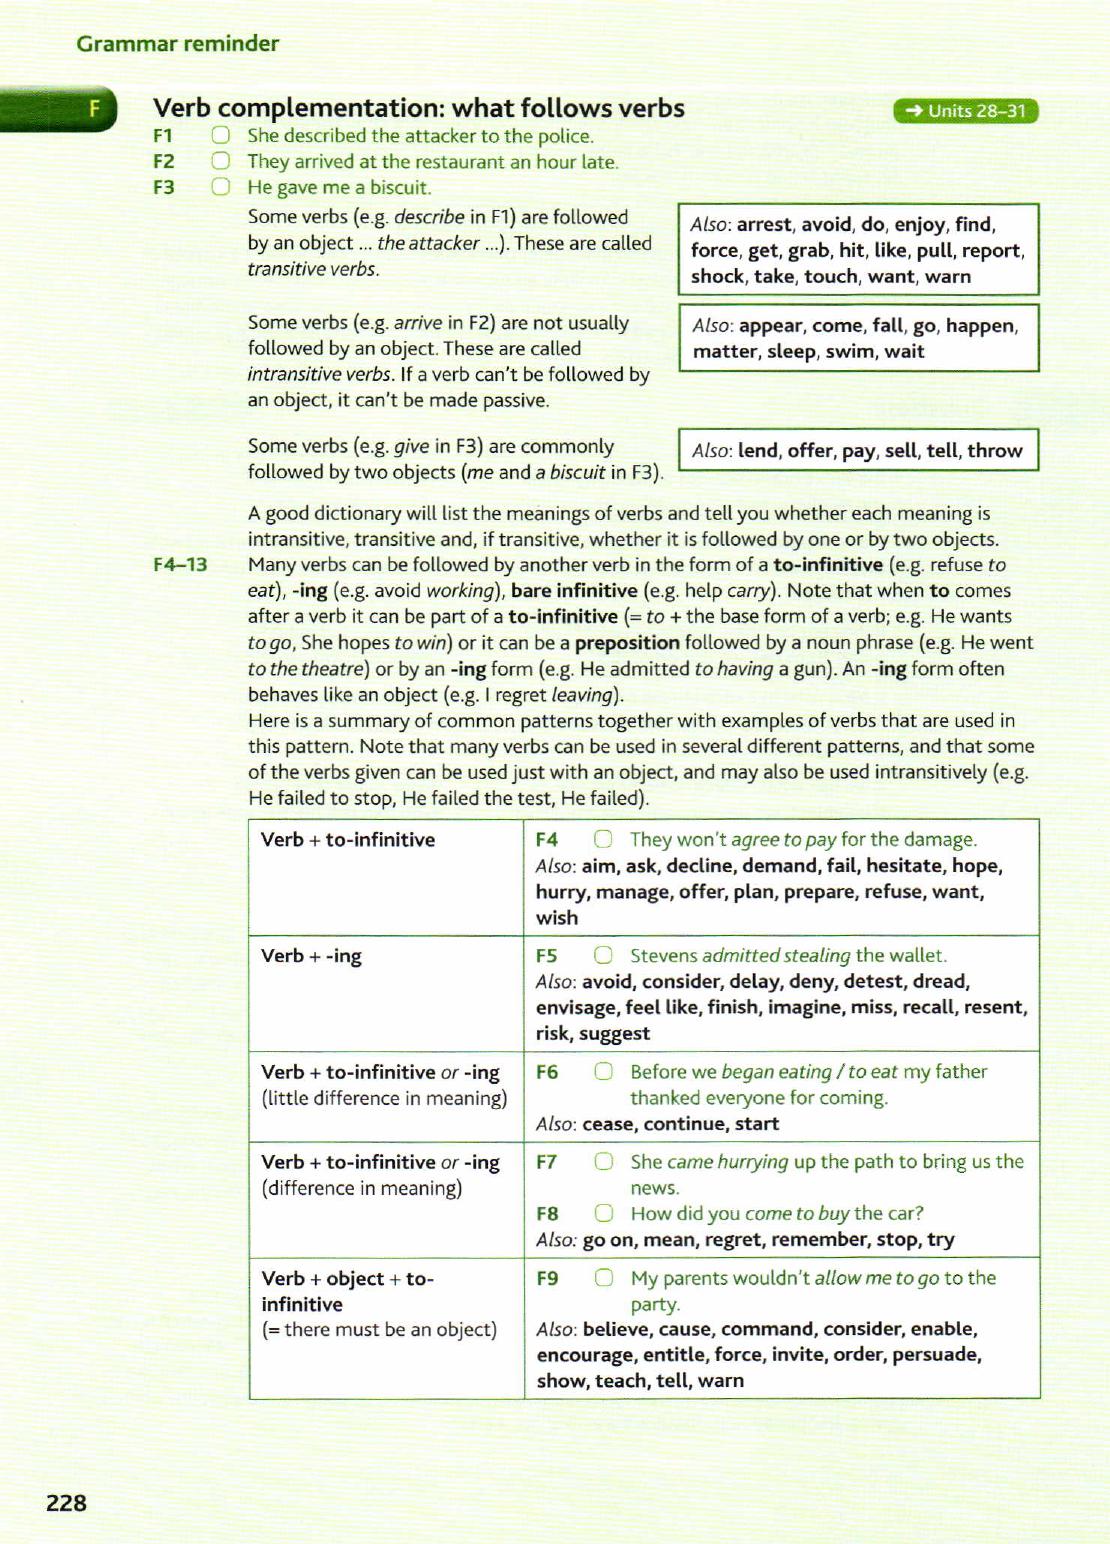 Grammar reminder
F
Verb complementation: what follows verbs
→ Units 28–31
F1 She described the attacker to the police.
F2 They arrived at the restaurant an hour late.
F3 He gave me a biscuit.
Some verbs (e.g. describe in F1) are followed
by an object ... the attacker ...). These are called
transitive verbs.
Also: arrest, avoid, do, enjoy, find,
force, get, grab, hit, like, pull, report,
shock, take, touch, want, warn
Some verbs (e.g. arrive in F2) are not usually
followed by an object. These are called
intransitive verbs. If a verb can't be followed by
an object, it can't be made passive.
Also: appear, come, fall, go, happen,
matter, sleep, swim, wait
Some verbs (e.g. give in F3) are commonly
followed by two objects (me and a biscuit in F3).
Also: lend, offer, pay, sell, tell, throw
A good dictionary will list the meanings of verbs and tell you whether each meaning is
intransitive, transitive and, if transitive, whether it is followed by one or by two objects.
F4–13 Many verbs can be followed by another verb in the form of a to-infinitive (e.g. refuse to
eat), -ing (e.g. avoid working), bare infinitive (e.g. help carry). Note that when to comes
after a verb it can be part of a to-infinitive (= to + the base form of a verb; e.g. He wants
to go, She hopes to win) or it can be a preposition followed by a noun phrase (e.g. He went
to the theatre) or by an -ing form (e.g. He admitted to having a gun). An -ing form often
behaves like an object (e.g. I regret leaving).
Here is a summary of common patterns together with examples of verbs that are used in
this pattern. Note that many verbs can be used in several different patterns, and that some
of the verbs given can be used just with an object, and may also be used intransitively (e.g.
He failed to stop, He failed the test, He failed).
Verb + to-infinitive
F4 They won't agree to pay for the damage.
Also: aim, ask, decline, demand, fail, hesitate, hope,
hurry, manage, offer, plan, prepare, refuse, want,
wish
Verb + -ing
F5 Stevens admitted stealing the wallet.
Also: avoid, consider, delay, deny, detest, dread,
envisage, feel like, finish, imagine, miss, recall, resent,
risk, suggest
Verb + to-infinitive or -ing
(little difference in meaning)
F6 Before we began eating / to eat my father
thanked everyone for coming.
Also: cease, continue, start
Verb + to-infinitive or -ing
(difference in meaning)
F7 She came hurrying up the path to bring us the
news.
F8 How did you come to buy the car?
Also: go on, mean, regret, remember, stop, try
Verb + object + to-
infinitive
(= there must be an object)
F9 My parents wouldn't allow me to go to the
party.
Also: believe, cause, command, consider, enable,
encourage, entitle, force, invite, order, persuade,
show, teach, tell, warn
228